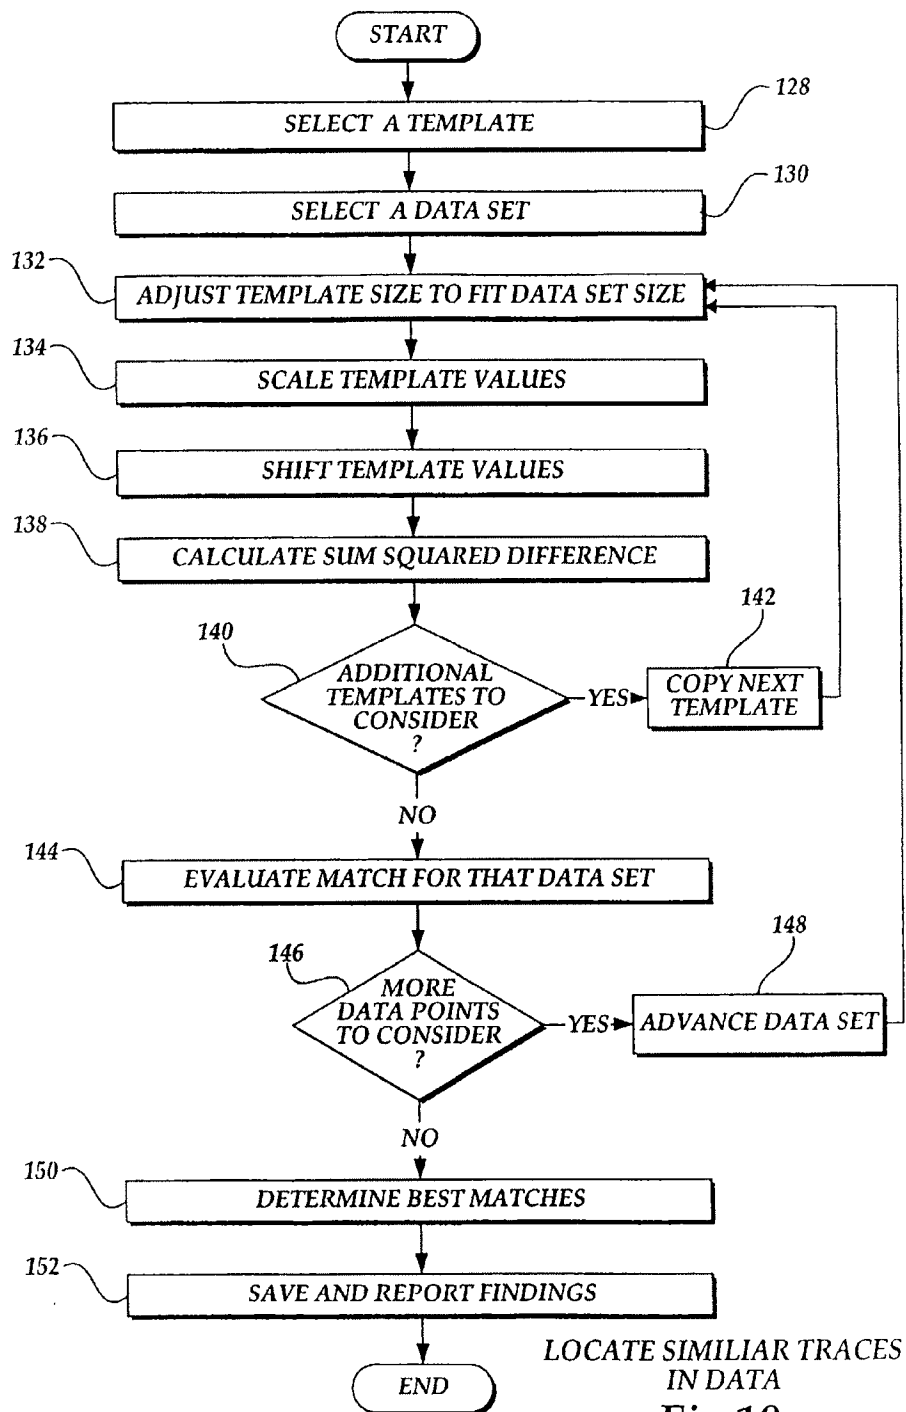 START
128
SELECT A TEMPLATE
130
SELECT A DATA SET
132
ADJUST TEMPLATE SIZE TO FIT DATA SET SIZE
134
SCALE TEMPLATE VALUES
136
SHIFT TEMPLATE VALUES
138
CALCULATE SUM SQUARED DIFFERENCE
140
ADDITIONAL
TEMPLATES TO
CONSIDER
?
YES
142
COPY NEXT
TEMPLATE
NO
144
EVALUATE MATCH FOR THAT DATA SET
146
MORE
DATA POINTS
TO CONSIDER
?
YES
148
ADVANCE DATA SET
NO
150
DETERMINE BEST MATCHES
152
SAVE AND REPORT FINDINGS
END
LOCATE SIMILIAR TRACES
IN DATA